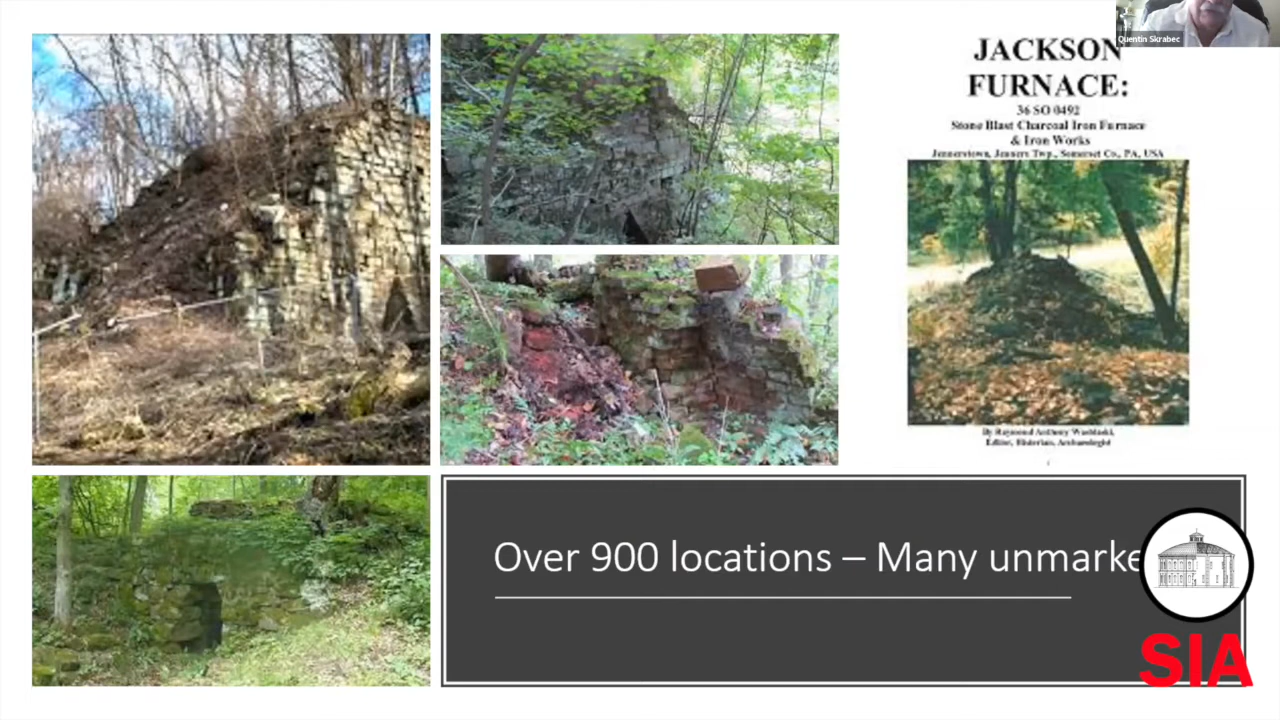 Quentin Skrabec
JACKSON
FURNACE:
36 SO 0492
Stone Blast Charcoal Iron Furnace
& Iron Works
Jennerstown, Jenners Twp., Somerset Co., PA, USA
By Raymond Anthony Washlaski,
Editor, Historian, Archaeologist
Over 900 locations – Many unmarke
SIA